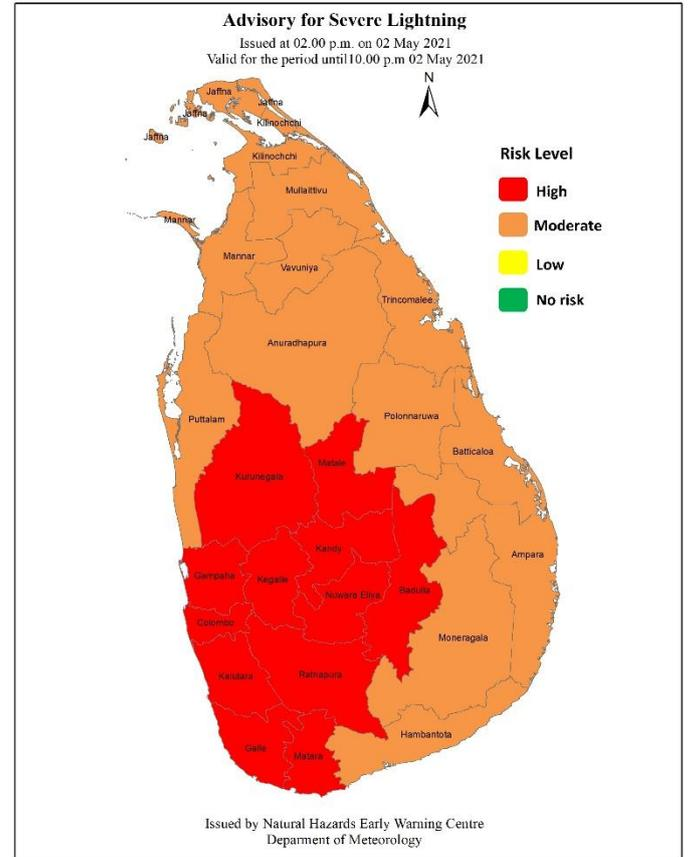 Advisory for Severe Lightning
Issued at 02.00 p.m. on 02 May 2021
Valid for the period until10.00 p.m 02 May 2021
N
Jaffna
Jaffna
Jaffna
Kilinochchi
Jaffna
Kilinochchi
Risk Level
High
Moderate
Low
No risk
Mullaittivu
Mannar
Mannar
Vavuniya
Trincomalee
Anuradhapura
Puttalam
Polonnaruwa
Batticaloa
Matale
Kurunegala
Kandy
Ampara
Gampaha
Kegalle
Nuwara Eliya
Badulla
Colombo
Moneragala
Kalutara
Ratnapura
Hambantota
Galle
Matara
Issued by Natural Hazards Early Warning Centre
Deparment of Meteorology